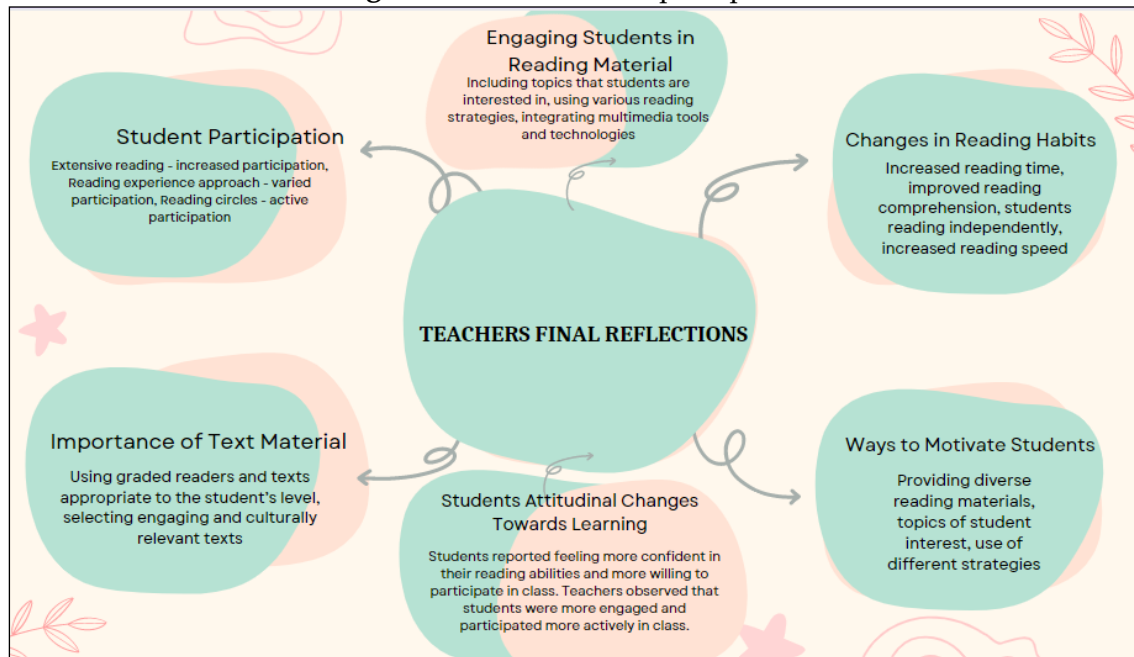 Engaging Students in
Reading Material
Including topics that students are
interested in, using various reading
strategies, integrating multimedia tools
and technologies
Student Participation
Extensive reading - increased participation,
Reading experience approach - varied
participation, Reading circles - active
participation
Changes in Reading Habits
Increased reading time,
improved reading
comprehension, students
reading independently,
increased reading speed
TEACHERS FINAL REFLECTIONS
Importance of Text Material
Using graded readers and texts
appropriate to the student's level,
selecting engaging and culturally
relevant texts
Students Attitudinal Changes
Towards Learning
Students reported feeling more confident in
their reading abilities and more willing to
participate in class. Teachers observed that
students were more engaged and
participated more actively in class.
Ways to Motivate Students
Providing diverse
reading materials,
topics of student
interest, use of
different strategies